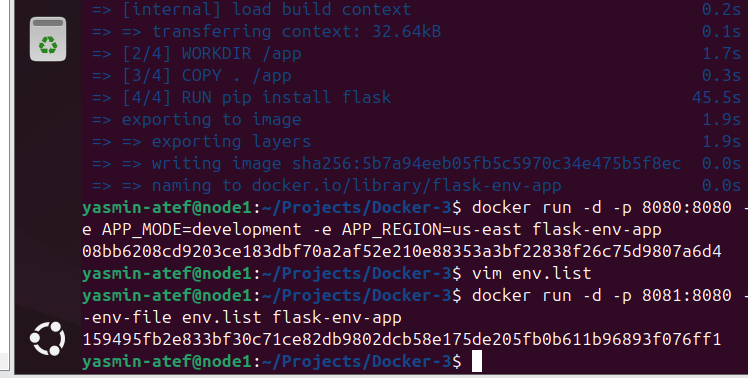 => [internal] load build context 0.2s
=> => transferring context: 32.64kB 0.1s
=> [2/4] WORKDIR /app 1.7s
=> [3/4] COPY . /app 0.3s
=> [4/4] RUN pip install flask 45.5s
=> exporting to image 1.9s
=> => exporting layers 1.9s
=> => writing image sha256:5b7a94eeb05fb5c5970c34e475b5f8ec 0.0s
=> => naming to docker.io/library/flask-env-app 0.0s
yasmin-atef@node1:~/Projects/Docker-3$ docker run -d -p 8080:8080 -
e APP_MODE=development -e APP_REGION=us-east flask-env-app
08bb6208cd9203ce183dbf70a2af52e210e88353a3bf22838f26c75d9807a6d4
yasmin-atef@node1:~/Projects/Docker-3$ vim env.list
yasmin-atef@node1:~/Projects/Docker-3$ docker run -d -p 8081:8080 -
-env-file env.list flask-env-app
159495fb2e833bf30c71ce82db9802dcb58e175de205fb0b611b96893f076ff1
yasmin-atef@node1:~/Projects/Docker-3$